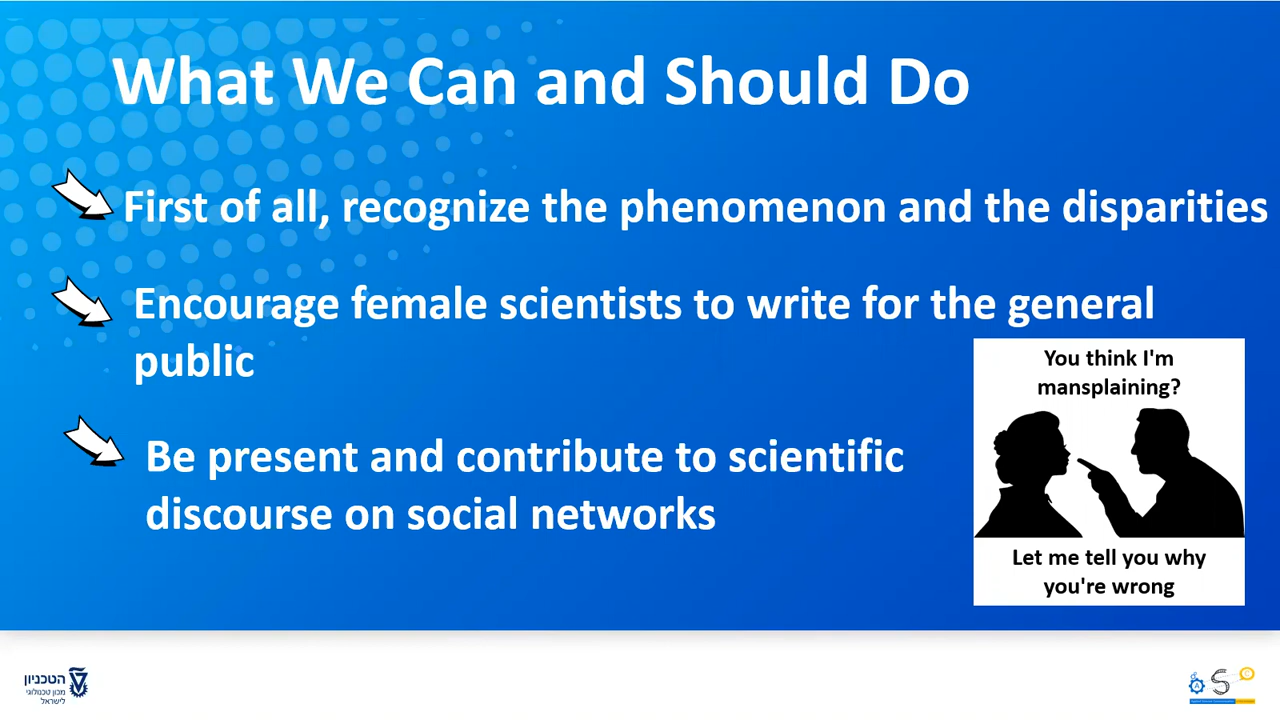 What We Can and Should Do
First of all, recognize the phenomenon and the disparities
Encourage female scientists to write for the general
public
Be present and contribute to scientific
discourse on social networks
You think I'm
mansplaining?
Let me tell you why
you're wrong
הטכניון
מכון טכנולוגי
לישראל